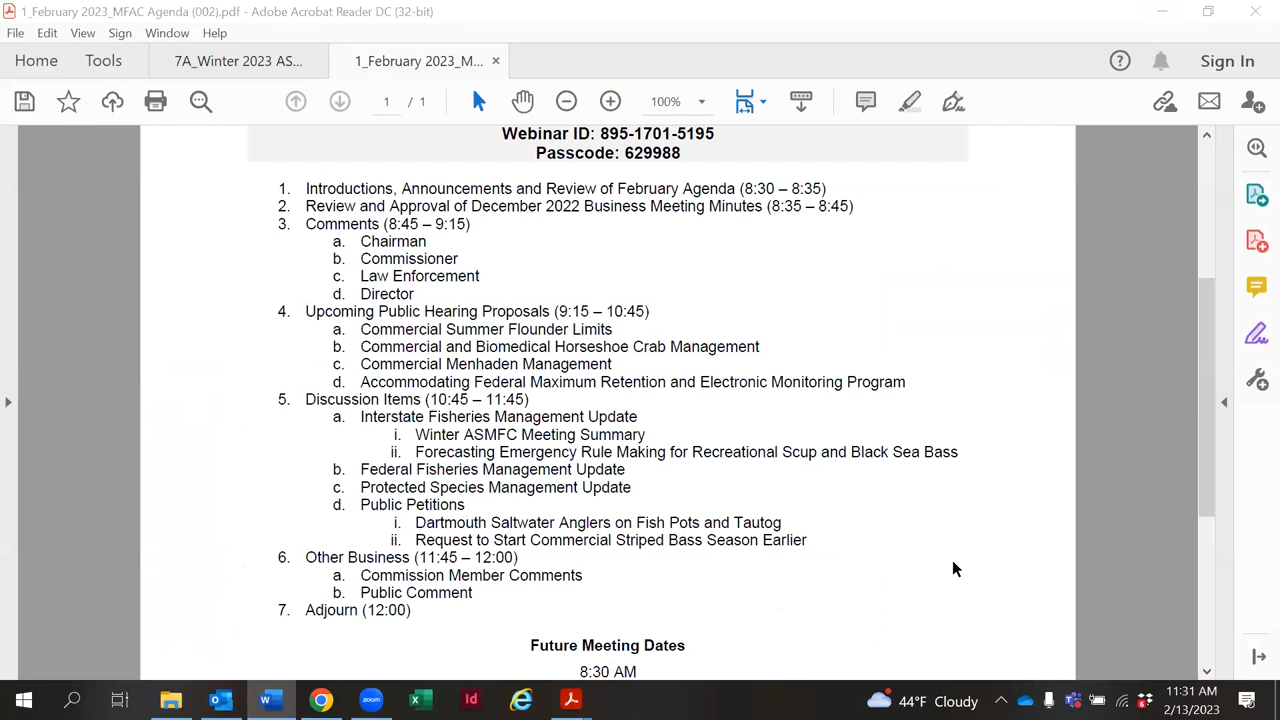 1_February 2023_MFAC Agenda (002).pdf - Adobe Acrobat Reader DC (32-bit)
File Edit View Sign Window Help
Home Tools 7A_Winter 2023 AS... 1_February 2023_M... × Sign In
1 / 1 100%
Webinar ID: 895-1701-5195
Passcode: 629988
1. Introductions, Announcements and Review of February Agenda (8:30 – 8:35)
2. Review and Approval of December 2022 Business Meeting Minutes (8:35 – 8:45)
3. Comments (8:45 – 9:15)
a. Chairman
b. Commissioner
c. Law Enforcement
d. Director
4. Upcoming Public Hearing Proposals (9:15 – 10:45)
a. Commercial Summer Flounder Limits
b. Commercial and Biomedical Horseshoe Crab Management
c. Commercial Menhaden Management
d. Accommodating Federal Maximum Retention and Electronic Monitoring Program
5. Discussion Items (10:45 – 11:45)
a. Interstate Fisheries Management Update
i. Winter ASMFC Meeting Summary
ii. Forecasting Emergency Rule Making for Recreational Scup and Black Sea Bass
b. Federal Fisheries Management Update
c. Protected Species Management Update
d. Public Petitions
i. Dartmouth Saltwater Anglers on Fish Pots and Tautog
ii. Request to Start Commercial Striped Bass Season Earlier
6. Other Business (11:45 – 12:00)
a. Commission Member Comments
b. Public Comment
7. Adjourn (12:00)
Future Meeting Dates
8:30 AM
44°F Cloudy 11:31 AM
2/13/2023